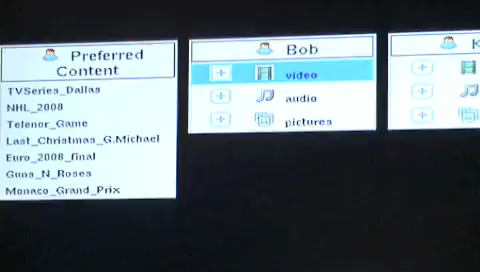 Preferred
Content
TVSeries_Dallas
NHL_2008
Telenor_Game
Last_Christmas_G.Michael
Euro_2008_final
Guns_N_Roses
Monaco_Grand_Prix
Bob
video
audio
pictures